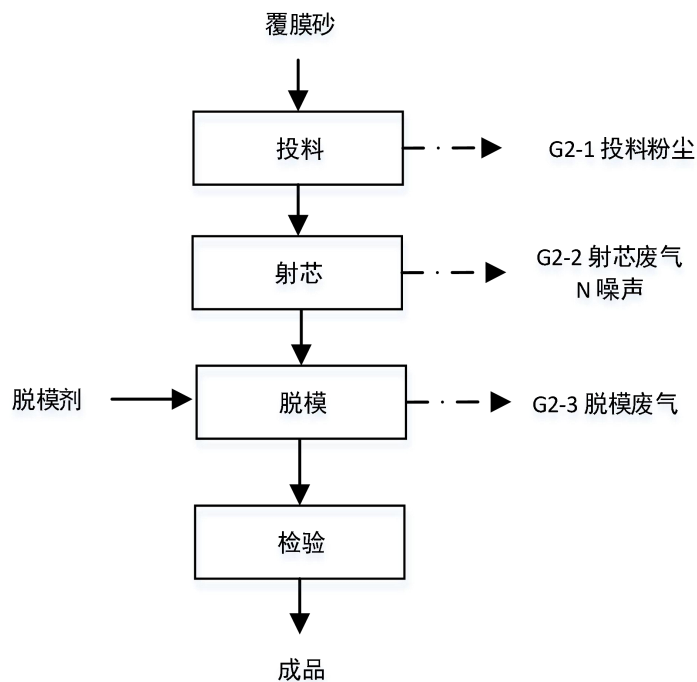 覆膜砂
投料
G2-1 投料粉尘
射芯
G2-2 射芯废气
N 噪声
脱模剂
脱模
G2-3 脱模废气
检验
成品